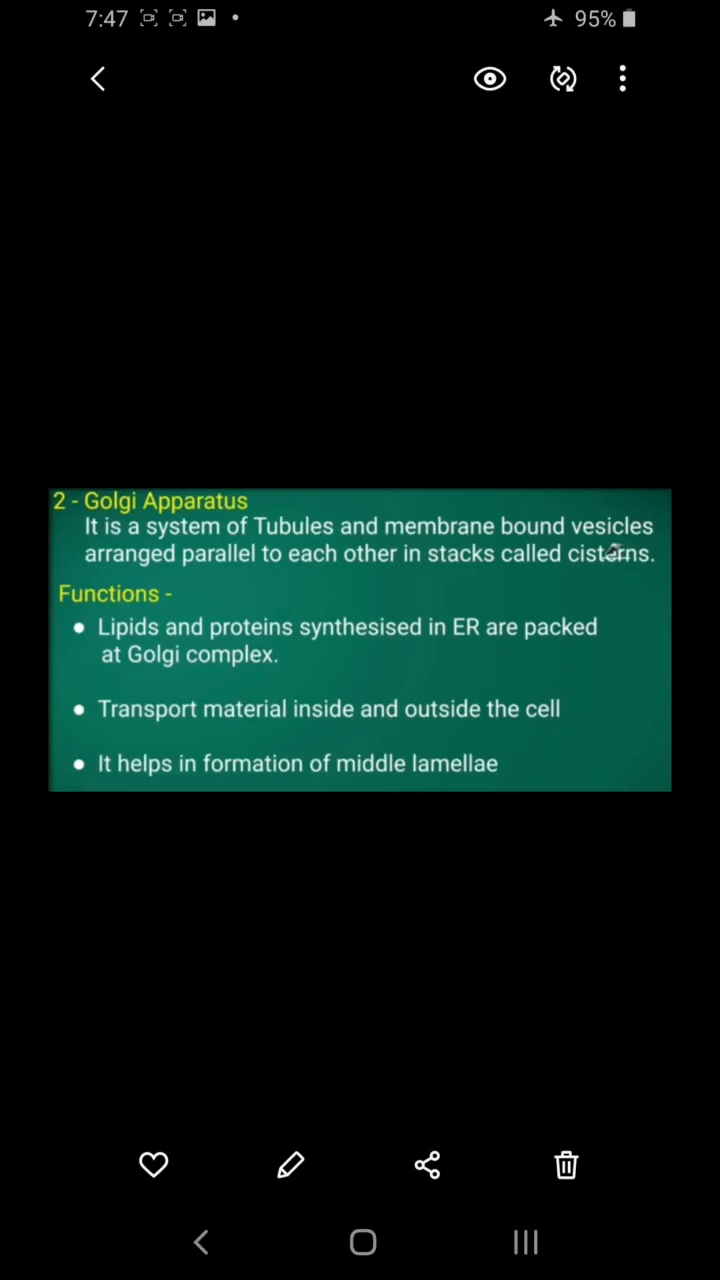 7:47
95%
2 - Golgi Apparatus
It is a system of Tubules and membrane bound vesicles
arranged parallel to each other in stacks called cisterns.
Functions -
● Lipids and proteins synthesised in ER are packed
at Golgi complex.
● Transport material inside and outside the cell
● It helps in formation of middle lamellae